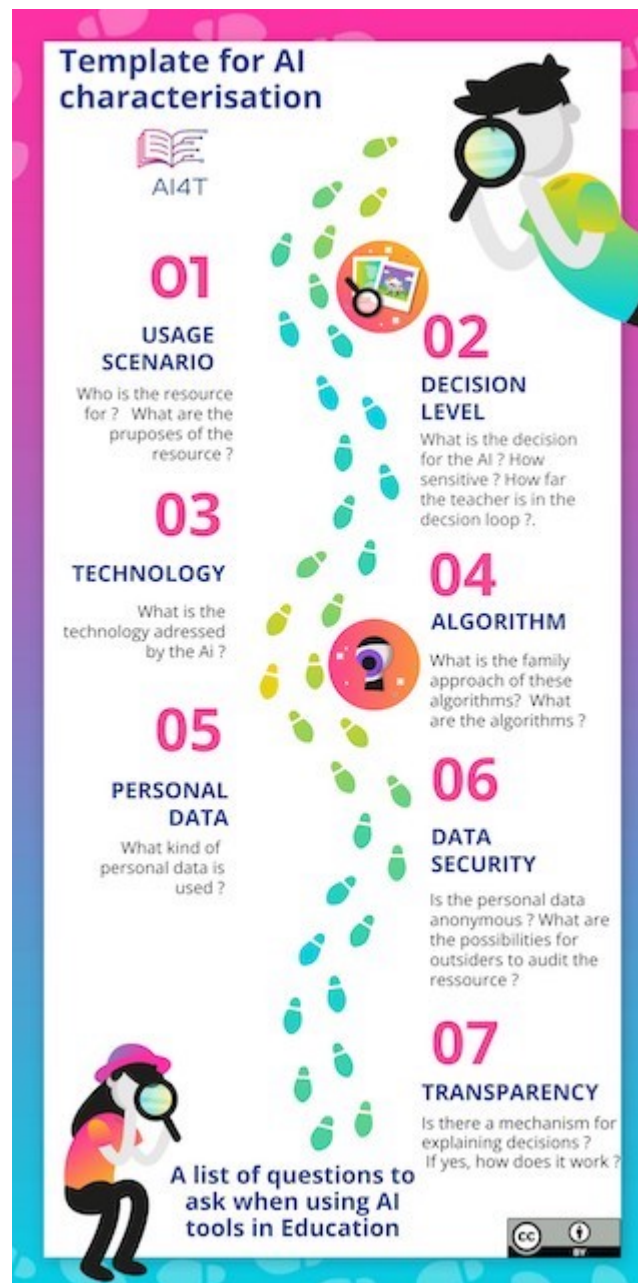 Template for AI
characterisation
AI4T
01
USAGE
SCENARIO
Who is the resource
for ? What are the
pruposes of the
resource ?
02
DECISION
LEVEL
What is the decision
for the AI ? How
sensitive ? How far
the teacher is in the
decsion loop ?.
03
TECHNOLOGY
What is the
technology adressed
by the Ai ?
04
ALGORITHM
What is the family
approach of these
algorithms? What
are the algorithms ?
05
PERSONAL
DATA
What kind of
personal data is
used ?
06
DATA
SECURITY
Is the personal data
anonymous ? What are
the possibilities for
outsiders to audit the
ressource ?
07
TRANSPARENCY
Is there a mechanism for
explaining decisions ?
If yes, how does it work ?
A list of questions to
ask when using AI
tools in Education
cc
BY